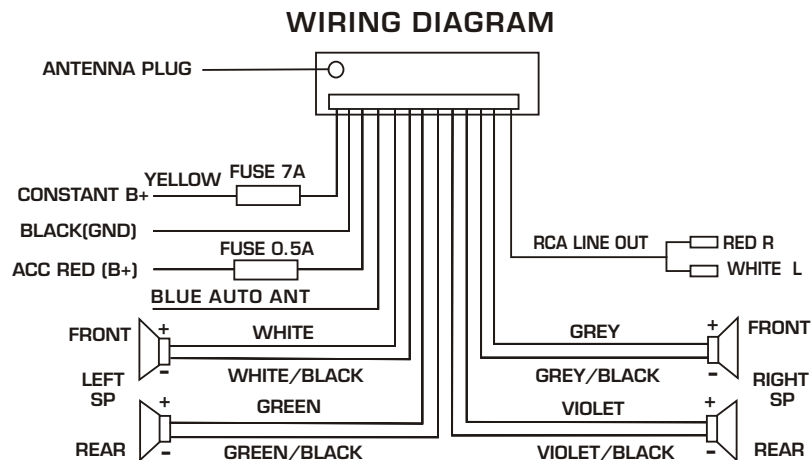 WIRING DIAGRAM
ANTENNA PLUG
YELLOW FUSE 7A
CONSTANT B+
BLACK(GND)
FUSE 0.5A
ACC RED (B+)
BLUE AUTO ANT
RCA LINE OUT
RED R
WHITE L
FRONT
+
-
WHITE
WHITE/BLACK
LEFT
SP
GREEN
GREEN/BLACK
+
-
REAR
GREY
GREY/BLACK
+
-
FRONT
RIGHT
SP
VIOLET
VIOLET/BLACK
+
-
REAR